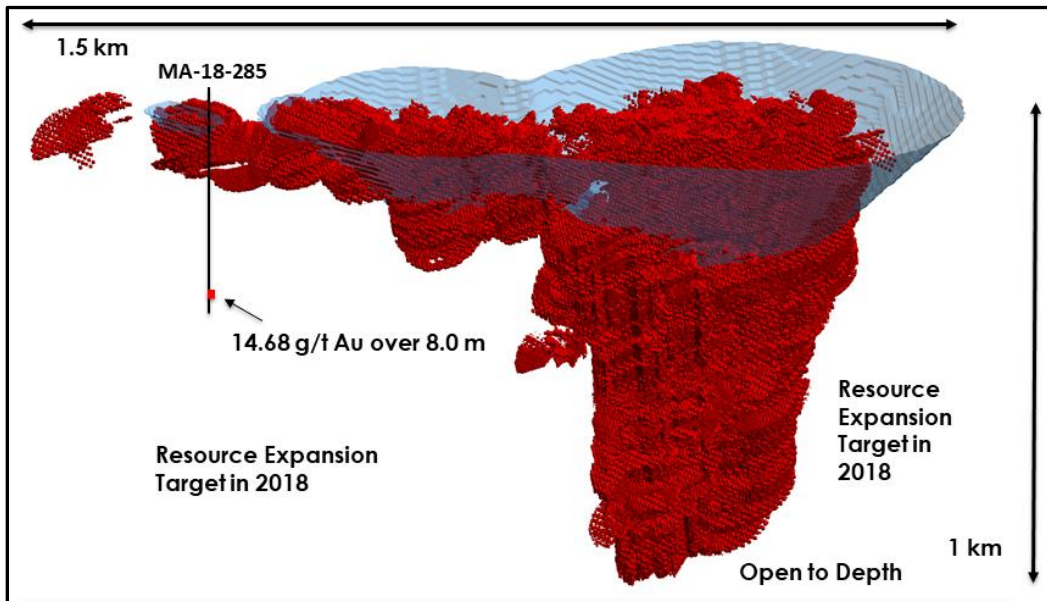 1.5 km
MA-18-285
14.68 g/t Au over 8.0 m
Resource Expansion
Target in 2018
Resource
Expansion
Target in
2018
1 km
Open to Depth